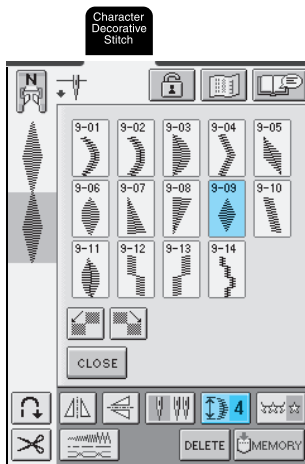 Character
Decorative
Stitch
N
9-01 9-02 9-03 9-04 9-05
9-06 9-07 9-08 9-09 9-10
9-11 9-12 9-13 9-14
CLOSE
4
DELETE MEMORY